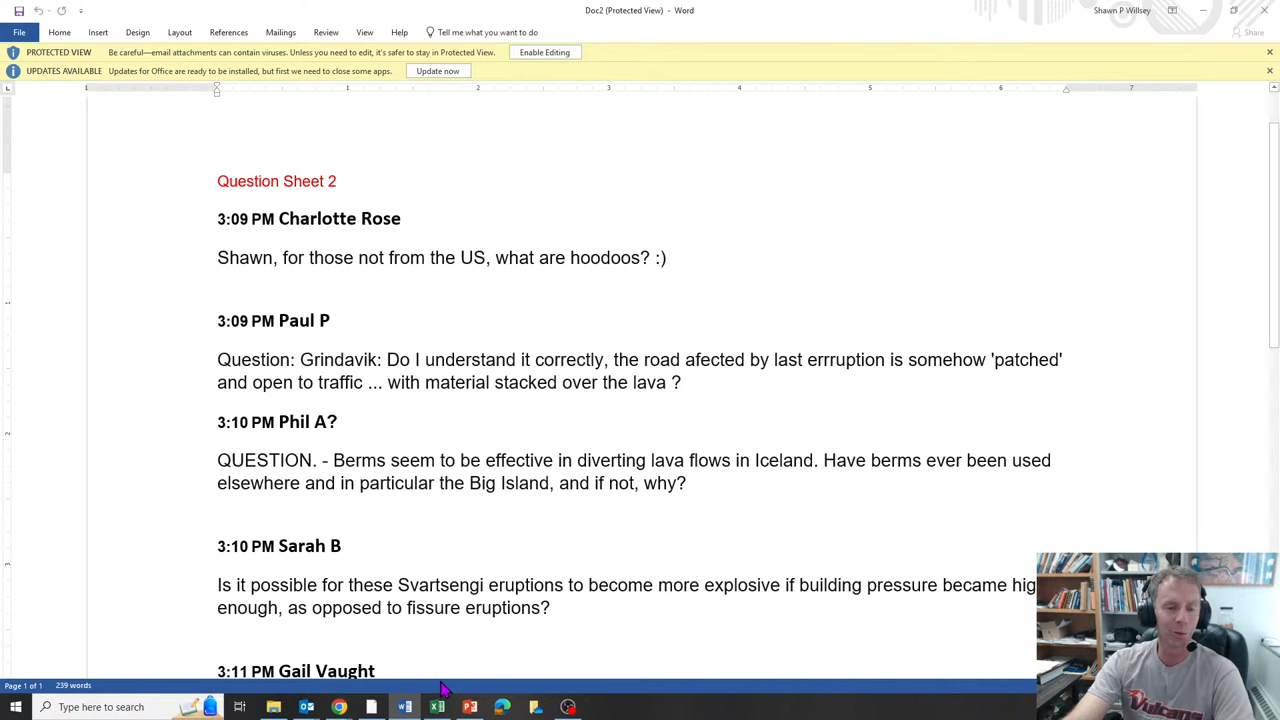 Doc2 (Protected View) - Word
Shawn P Willsey
File Home Insert Design Layout References Mailings Review View Help Tell me what you want to do Share
PROTECTED VIEW Be careful—email attachments can contain viruses. Unless you need to edit, it's safer to stay in Protected View. Enable Editing
UPDATES AVAILABLE Updates for Office are ready to be installed, but first we need to close some apps. Update now
1 1 2 3 4 5 6 7
Question Sheet 2
3:09 PM Charlotte Rose
Shawn, for those not from the US, what are hoodoos? :)
3:09 PM Paul P
Question: Grindavik: Do I understand it correctly, the road afected by last errruption is somehow 'patched'
and open to traffic ... with material stacked over the lava ?
3:10 PM Phil A?
QUESTION. - Berms seem to be effective in diverting lava flows in Iceland. Have berms ever been used
elsewhere and in particular the Big Island, and if not, why?
3:10 PM Sarah B
Is it possible for these Svartsengi eruptions to become more explosive if building pressure became hig
enough, as opposed to fissure eruptions?
3:11 PM Gail Vaught
Page 1 of 1 239 words
Type here to search